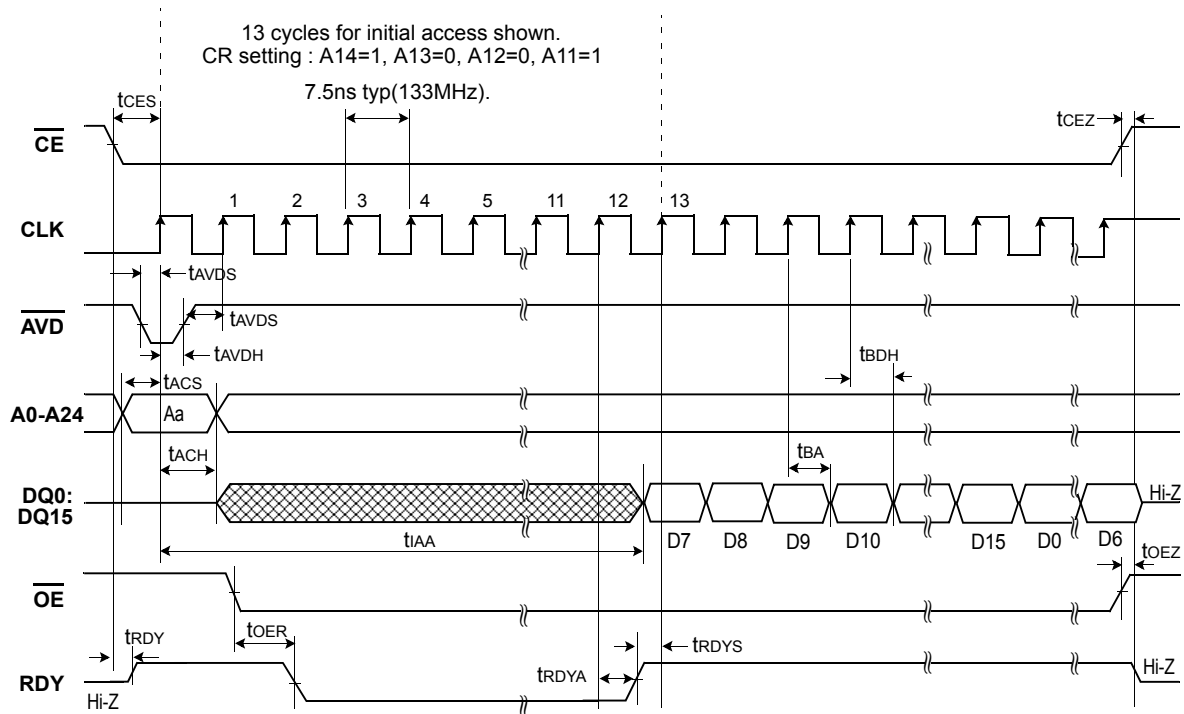 13 cycles for initial access shown.
CR setting : A14=1, A13=0, A12=0, A11=1
7.5ns typ(133MHz).
tCES
tCEZ
CE
1 2 3 4 5 11 12 13
CLK
tAVDS
AVD
tAVDS
tAVDH
tBDH
tACS
A0-A24
Aa
tACH
tBA
DQ0:
DQ15
Hi-Z
D7 D8 D9 D10 D15 D0 D6
tIAA
tOEZ
OE
tRDY
tOER
tRDYS
tRDYA
RDY
Hi-Z
Hi-Z